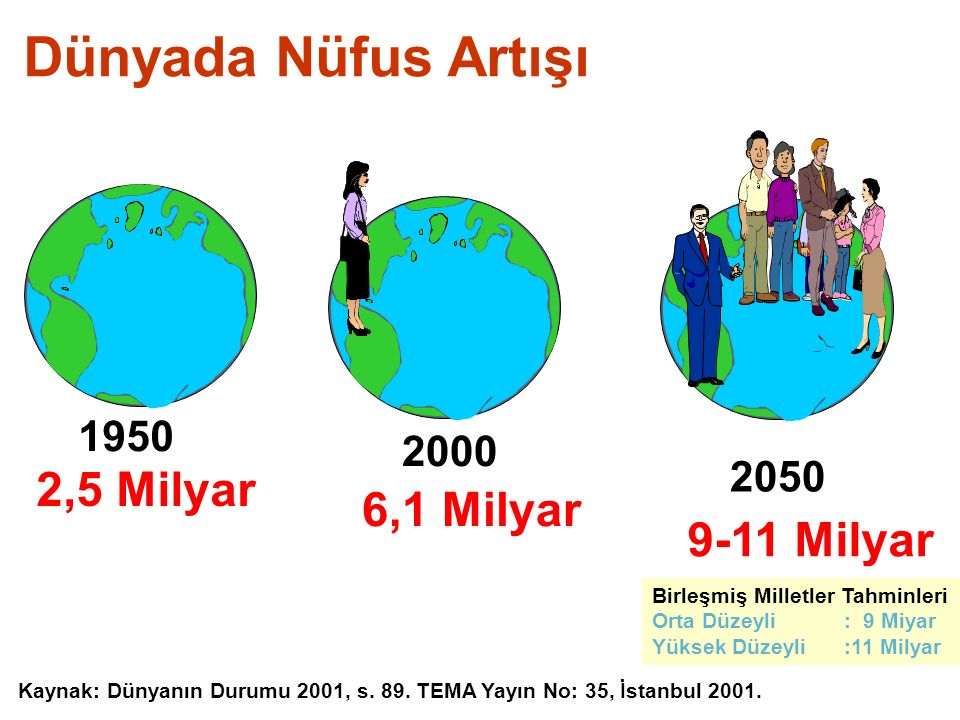 Dünyada Nüfus Artışı
1950
2,5 Milyar
2000
6,1 Milyar
2050
9-11 Milyar
Birleşmiş Milletler Tahminleri
Orta Düzeyli : 9 Miyar
Yüksek Düzeyli :11 Milyar
Kaynak: Dünyanın Durumu 2001, s. 89. TEMA Yayın No: 35, İstanbul 2001.